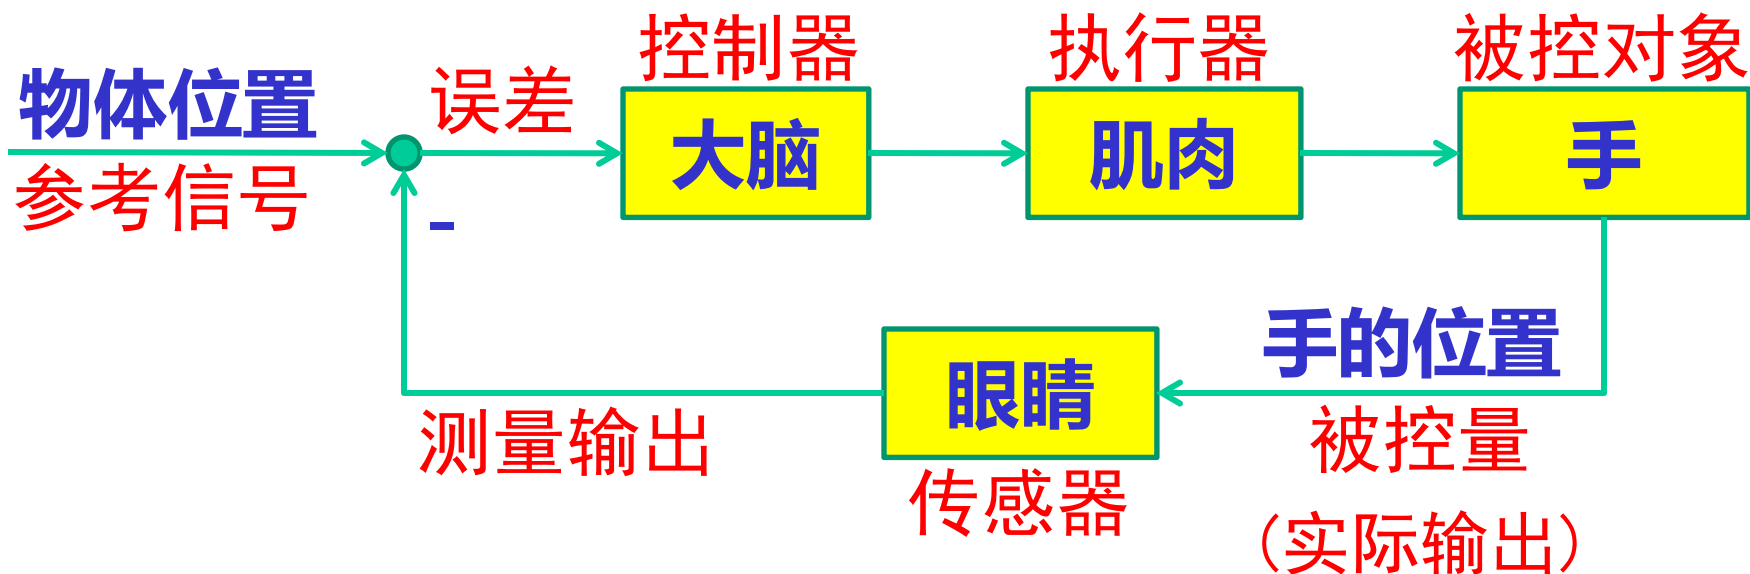 物体位置
参考信号
误差
-
控制器
大脑
执行器
肌肉
被控对象
手
手的位置
被控量
(实际输出)
眼睛
传感器
测量输出